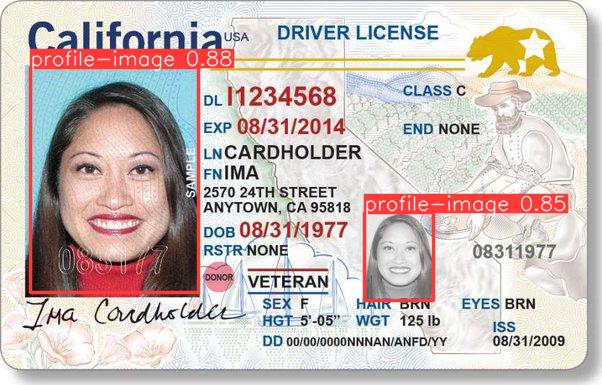 California USA DRIVER LICENSE
profile-image 0.88
DL I1234568 CLASS C
EXP 08/31/2014 END NONE
LN CARDHOLDER
FN IMA
2570 24TH STREET
ANYTOWN, CA 95818
DOB 08/31/1977
RSTR NONE
SAMPLE
083177
profile-image 0.85
08311977
DONOR
VETERAN
SEX F HAIR BRN EYES BRN
HGT 5'-05" WGT 125 lb ISS
DD 00/00/0000NNNAN/ANFD/YY 08/31/2009
Ima Cardholder